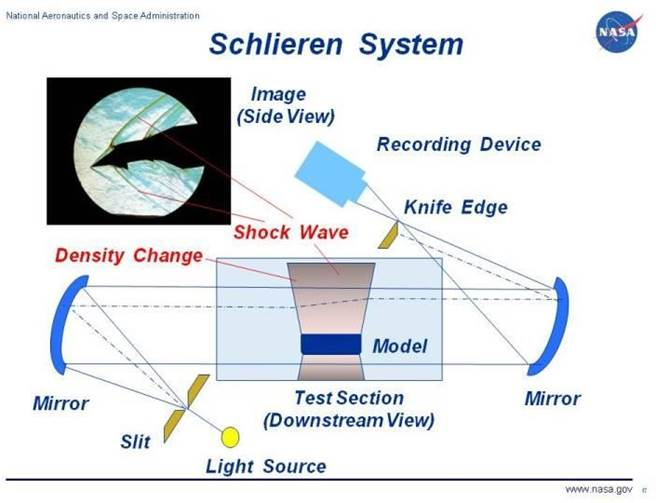 National Aeronautics and Space Administration
NASA
Schlieren System
Image
(Side View)
Recording Device
Knife Edge
Shock Wave
Density Change
Model
Mirror
Test Section
(Downstream View)
Mirror
Slit
Light Source
www.nasa.gov